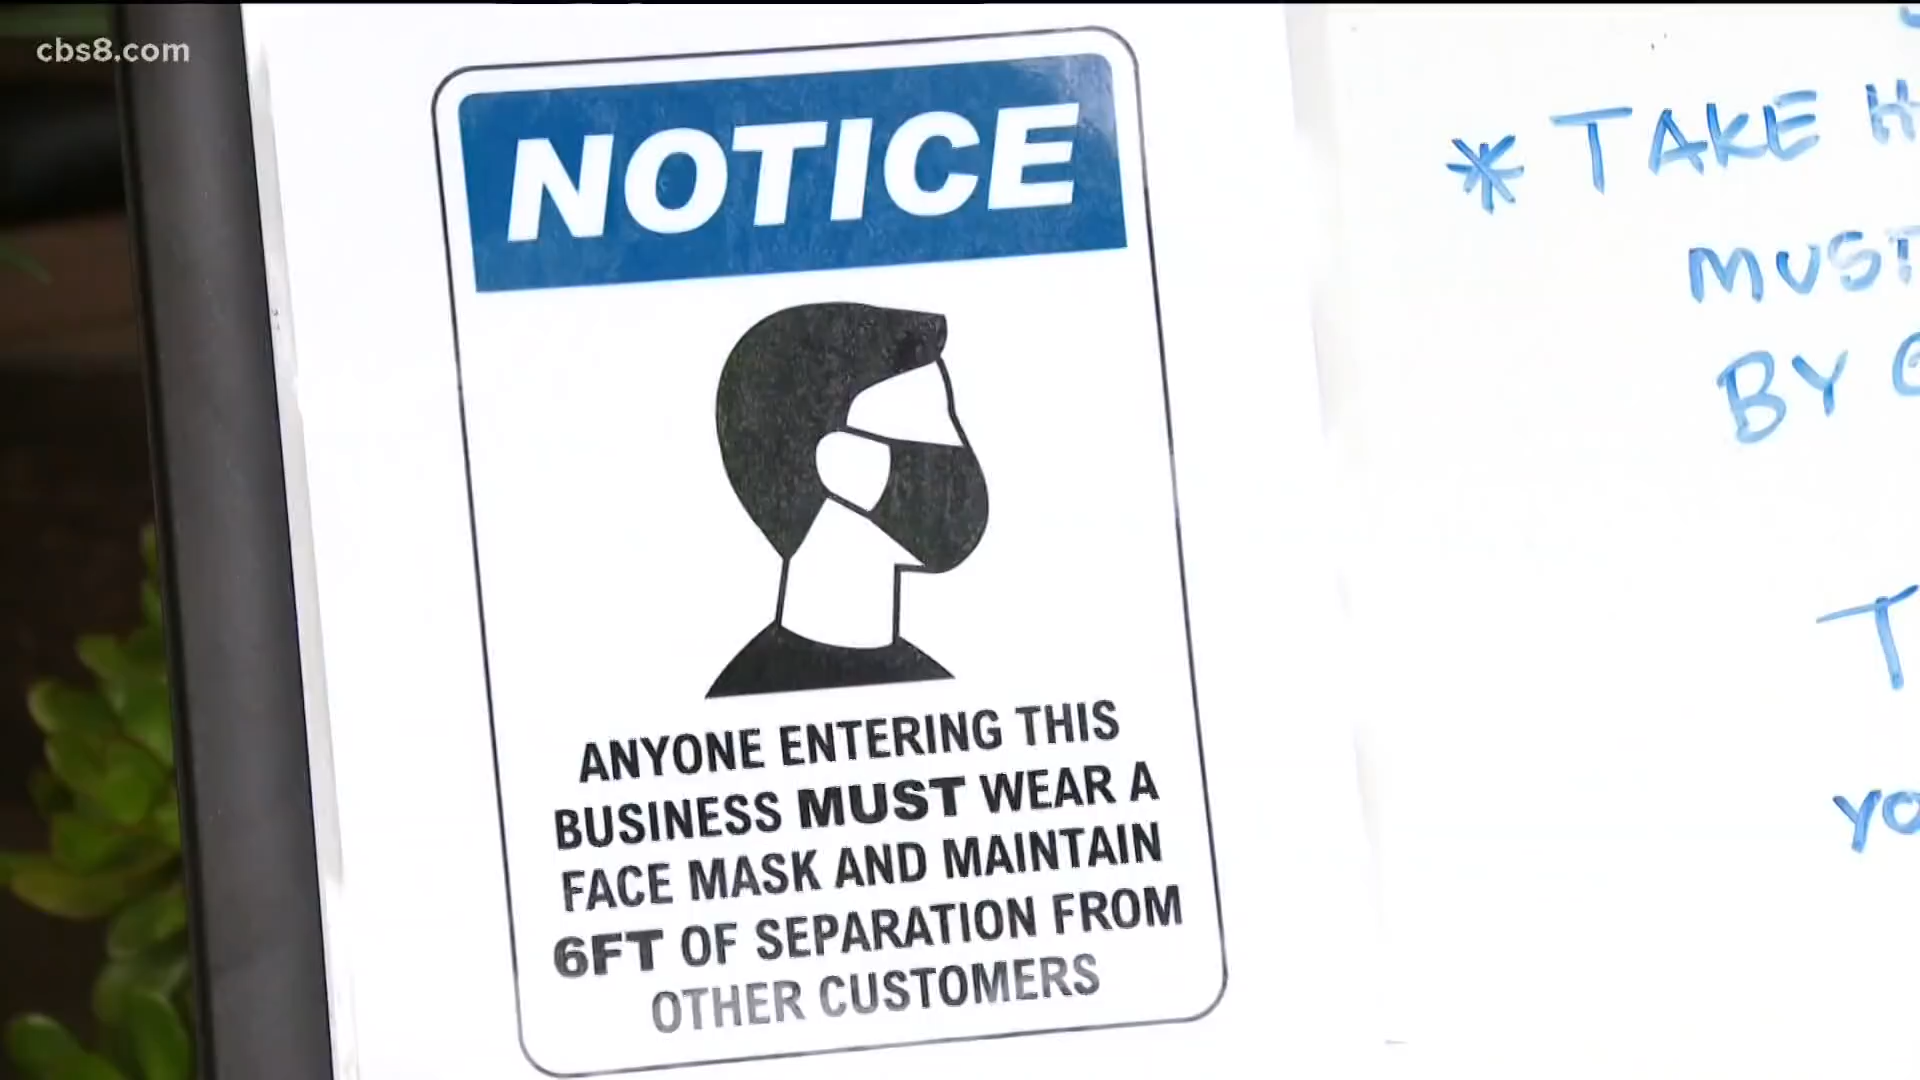 cbs8.com
NOTICE
ANYONE ENTERING THIS
BUSINESS MUST WEAR A
FACE MASK AND MAINTAIN
6FT OF SEPARATION FROM
OTHER CUSTOMERS
* TAKE
MUST
BY